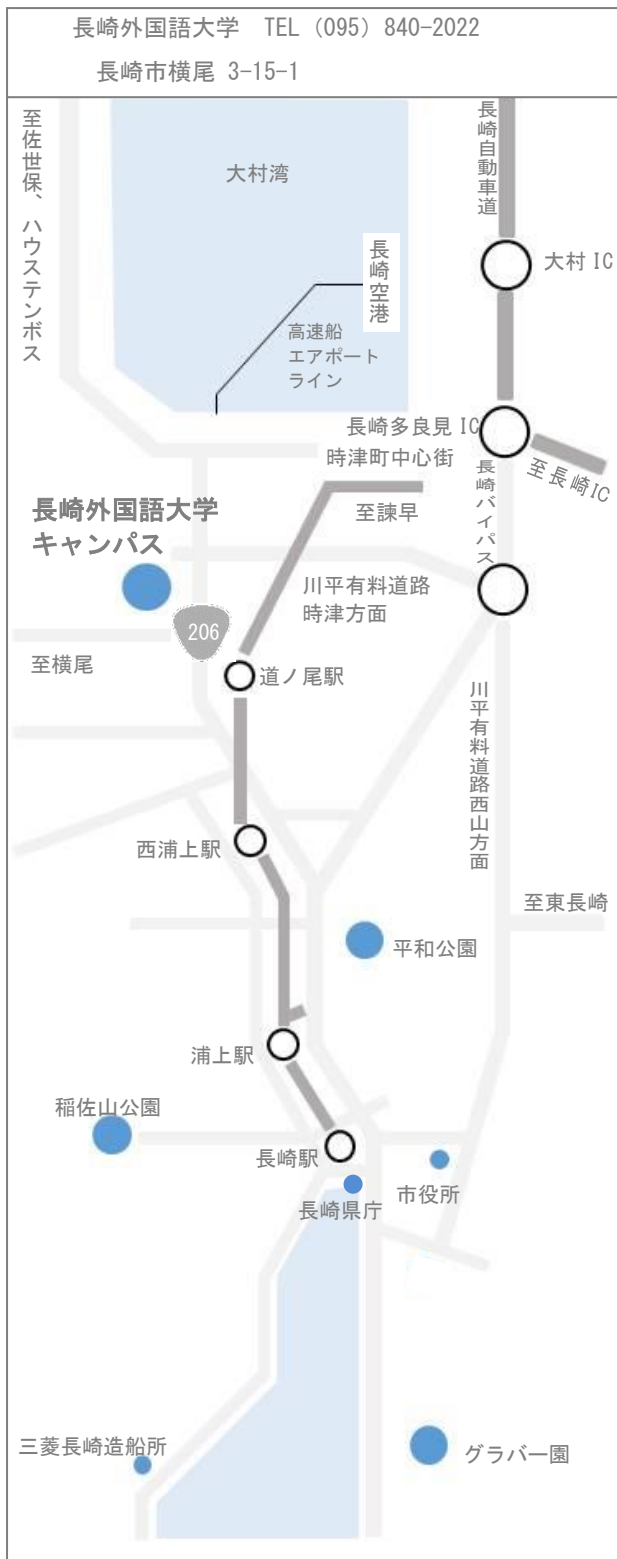 長崎外国語大学　TEL（095）840-2022
長崎市横尾 3-15-1
至佐世保、ハウステンボス
大村湾
長崎自動車道
長崎空港
大村 IC
高速船
エアポート
ライン
長崎多良見 IC
時津町中心街
至長崎IC
長崎バイパス
至諫早
長崎外国語大学
キャンパス
川平有料道路
時津方面
206
至横尾
道ノ尾駅
川平有料道路西山方面
西浦上駅
至東長崎
平和公園
浦上駅
稲佐山公園
長崎駅
市役所
長崎県庁
三菱長崎造船所
グラバー園